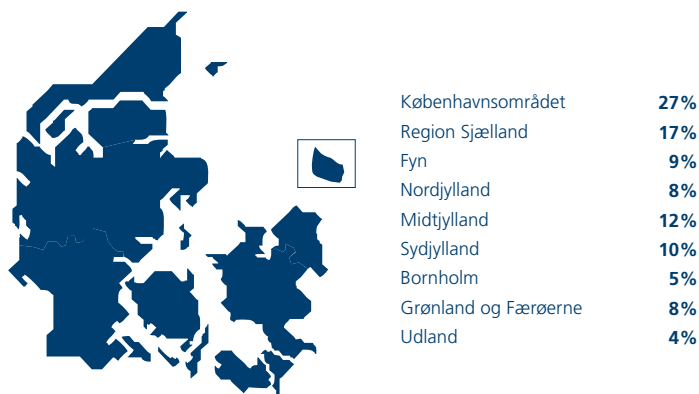 Københavnsområdet 27%
Region Sjælland 17%
Fyn 9%
Nordjylland 8%
Midtjylland 12%
Sydjylland 10%
Bornholm 5%
Grønland og Færøerne 8%
Udland 4%